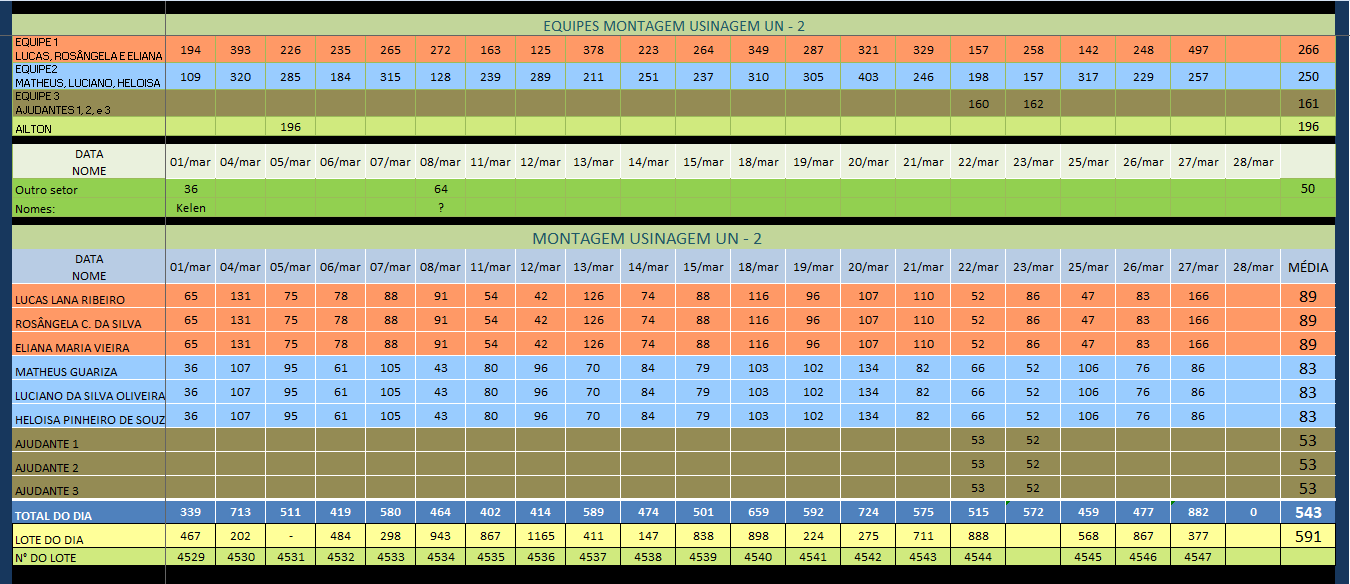 EQUIPES MONTAGEM USINAGEM UN - 2
EQUIPE 1
LUCAS, ROSÂNGELA E ELIANA 194 393 226 235 265 272 163 125 378 223 264 349 287 321 329 157 258 142 248 497 266
EQUIPE2
MATHEUS, LUCIANO, HELOISA 109 320 285 184 315 128 239 289 211 251 237 310 305 403 246 198 157 317 229 257 250
EQUIPE 3
AJUDANTES 1, 2, e 3 160 162 161
AILTON 196 196
DATA
NOME 01/mar 04/mar 05/mar 06/mar 07/mar 08/mar 11/mar 12/mar 13/mar 14/mar 15/mar 18/mar 19/mar 20/mar 21/mar 22/mar 23/mar 25/mar 26/mar 27/mar 28/mar
Outro setor 36 64 50
Nomes: Kelen ?
MONTAGEM USINAGEM UN - 2
DATA
NOME 01/mar 04/mar 05/mar 06/mar 07/mar 08/mar 11/mar 12/mar 13/mar 14/mar 15/mar 18/mar 19/mar 20/mar 21/mar 22/mar 23/mar 25/mar 26/mar 27/mar 28/mar MÉDIA
LUCAS LANA RIBEIRO 65 131 75 78 88 91 54 42 126 74 88 116 96 107 110 52 86 47 83 166 89
ROSÂNGELA C. DA SILVA 65 131 75 78 88 91 54 42 126 74 88 116 96 107 110 52 86 47 83 166 89
ELIANA MARIA VIEIRA 65 131 75 78 88 91 54 42 126 74 88 116 96 107 110 52 86 47 83 166 89
MATHEUS GUARIZA 36 107 95 61 105 43 80 96 70 84 79 103 102 134 82 66 52 106 76 86 83
LUCIANO DA SILVA OLIVEIRA 36 107 95 61 105 43 80 96 70 84 79 103 102 134 82 66 52 106 76 86 83
HELOISA PINHEIRO DE SOUZ 36 107 95 61 105 43 80 96 70 84 79 103 102 134 82 66 52 106 76 86 83
AJUDANTE 1 53 52 53
AJUDANTE 2 53 52 53
AJUDANTE 3 53 52 53
TOTAL DO DIA 339 713 511 419 580 464 402 414 589 474 501 659 592 724 575 515 572 459 477 882 0 543
LOTE DO DIA 467 202 - 484 298 943 867 1165 411 147 838 898 224 275 711 888 568 867 377 591
N° DO LOTE 4529 4530 4531 4532 4533 4534 4535 4536 4537 4538 4539 4540 4541 4542 4543 4544 4545 4546 4547